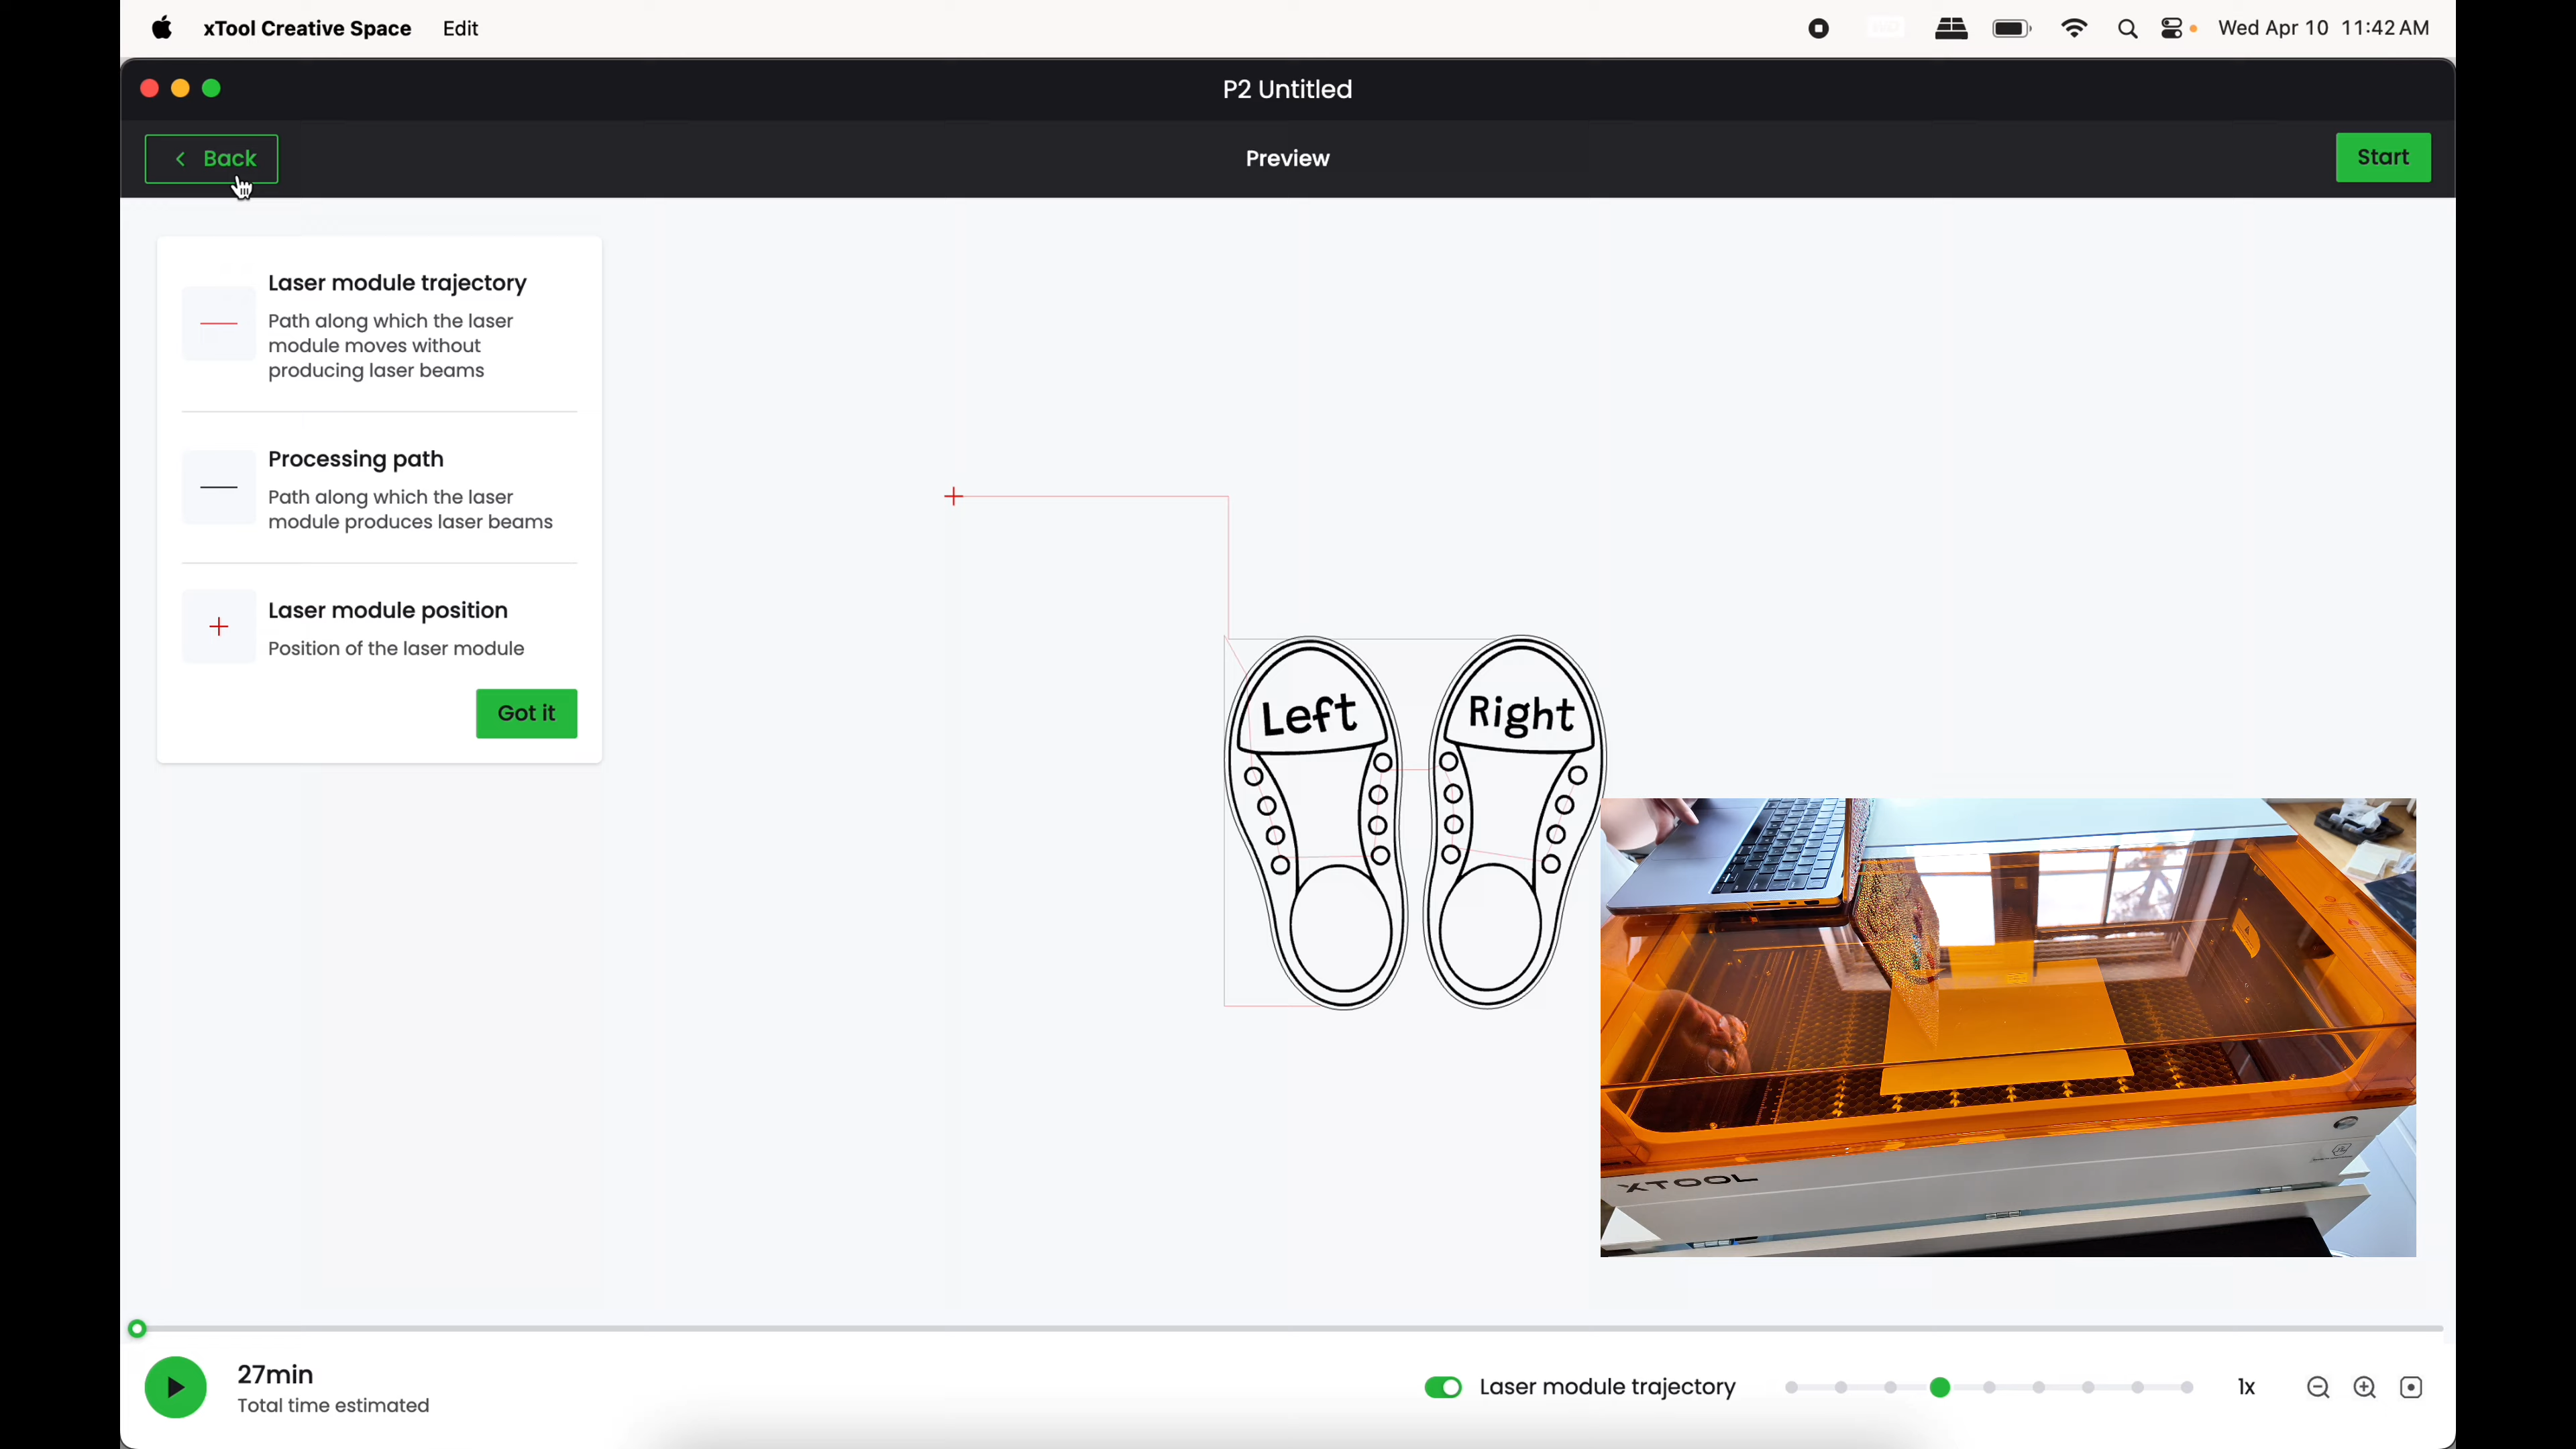 xTool Creative Space Edit
Wed Apr 10 11:42 AM
P2 Untitled
Back
Preview
Start
Laser module trajectory
Path along which the laser
module moves without
producing laser beams
Processing path
Path along which the laser
module produces laser beams
Laser module position
Position of the laser module
Got it
Left
Right
XTOOL
27min
Total time estimated
Laser module trajectory
1x